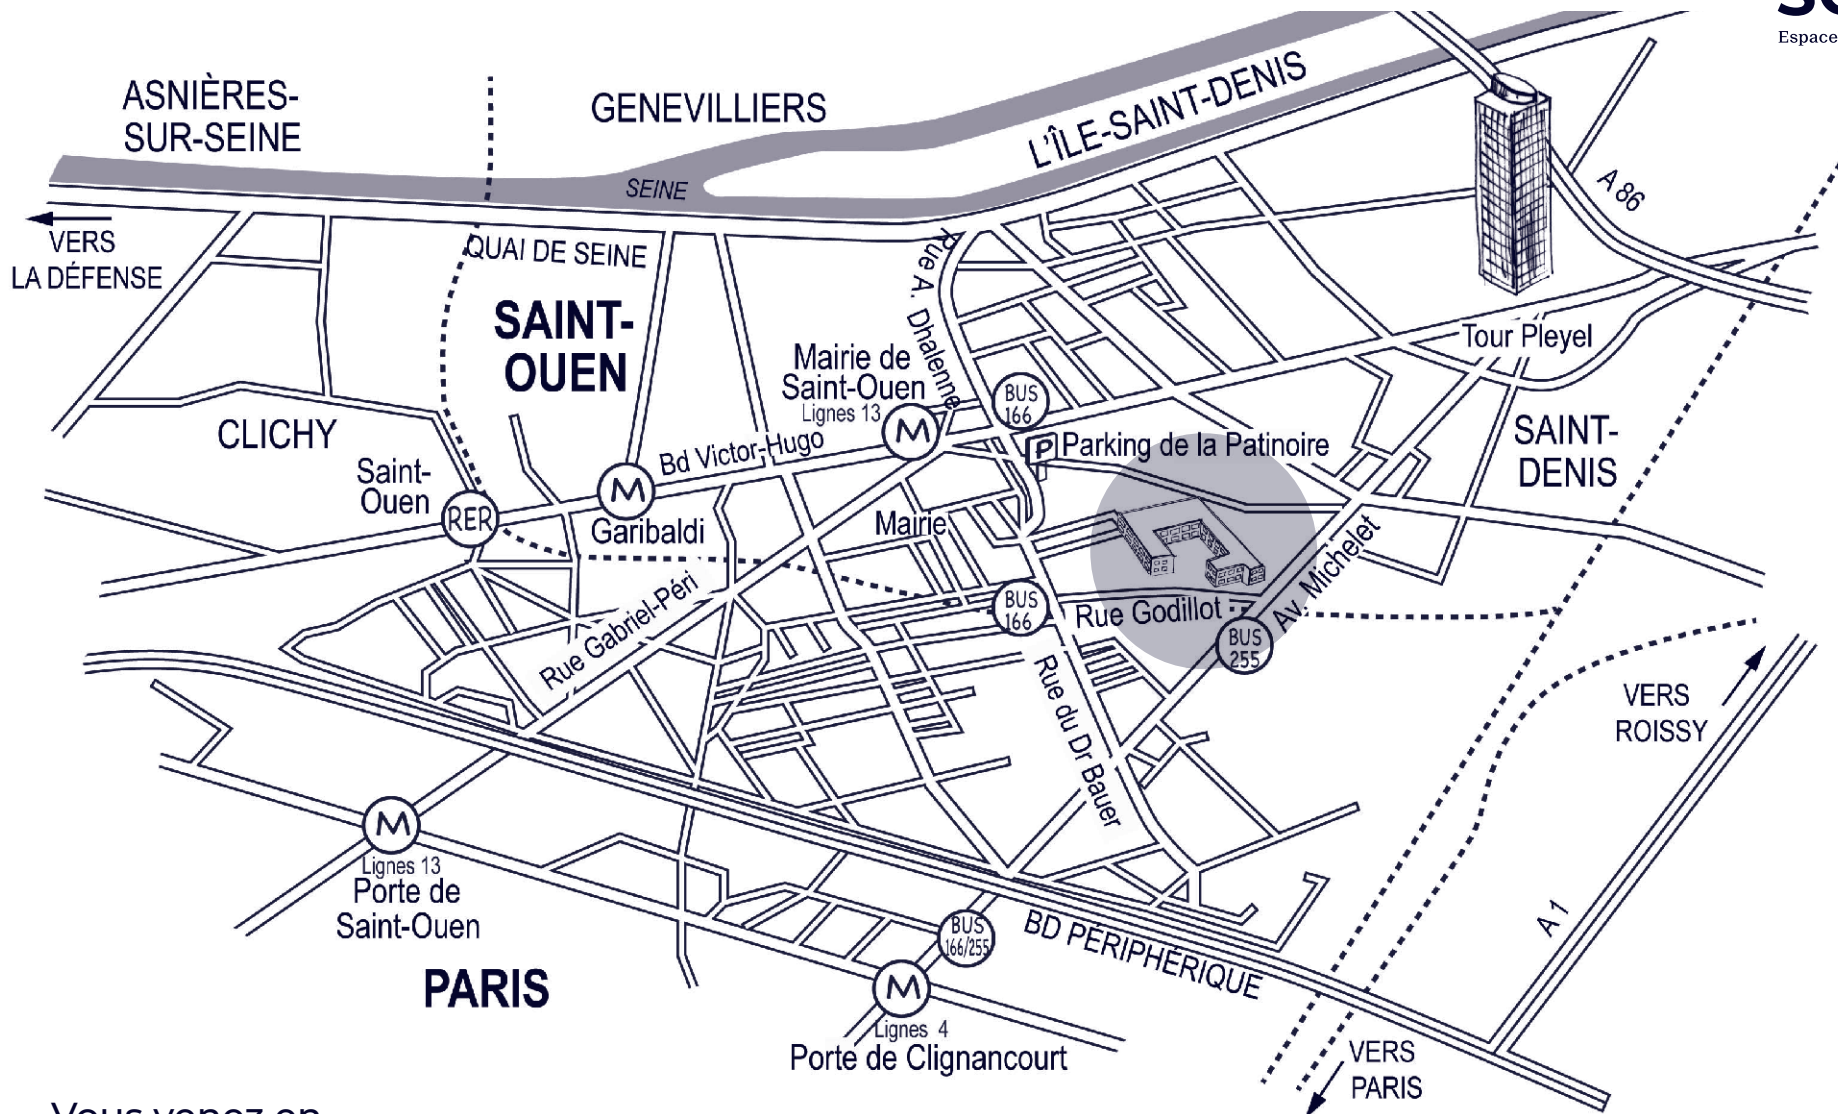 Espace
ASNIÈRES-
SUR-SEINE
GENEVILLIERS
L'ÎLE-SAINT-DENIS
SEINE
A 86
VERS
LA DÉFENSE
QUAI DE SEINE
Rue A. Dhalenne
SAINT-
OUEN
Tour Pleyel
Mairie de
Saint-Ouen
Lignes 13
M
BUS
166
CLICHY
Bd Victor-Hugo
P
Parking de la Patinoire
SAINT-
DENIS
Saint-
Ouen
RER
M
Garibaldi
Mairie
Av. Michelet
Rue Gabriel-Péri
BUS
166
Rue Godillot
BUS
255
Rue du Dr Bauer
VERS
ROISSY
M
Lignes 13
Porte de
Saint-Ouen
BUS
166/255
BD PÉRIPHÉRIQUE
A 1
PARIS
M
Lignes 4
Porte de Clignancourt
VERS
PARIS
Vous venez en